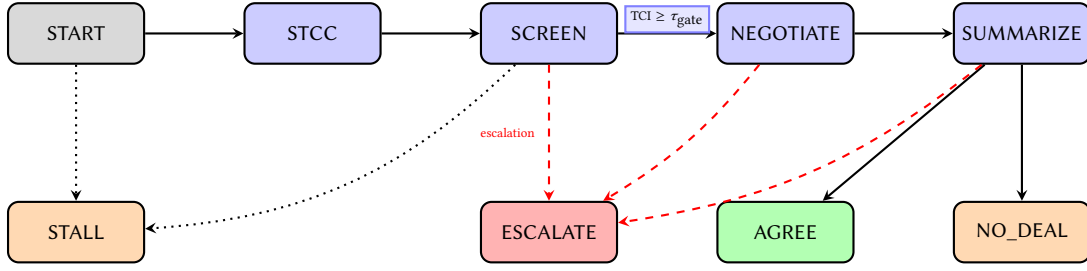 START
STCC
SCREEN
TCI ≥ τgate
NEGOTIATE
SUMMARIZE
escalation
STALL
ESCALATE
AGREE
NO_DEAL